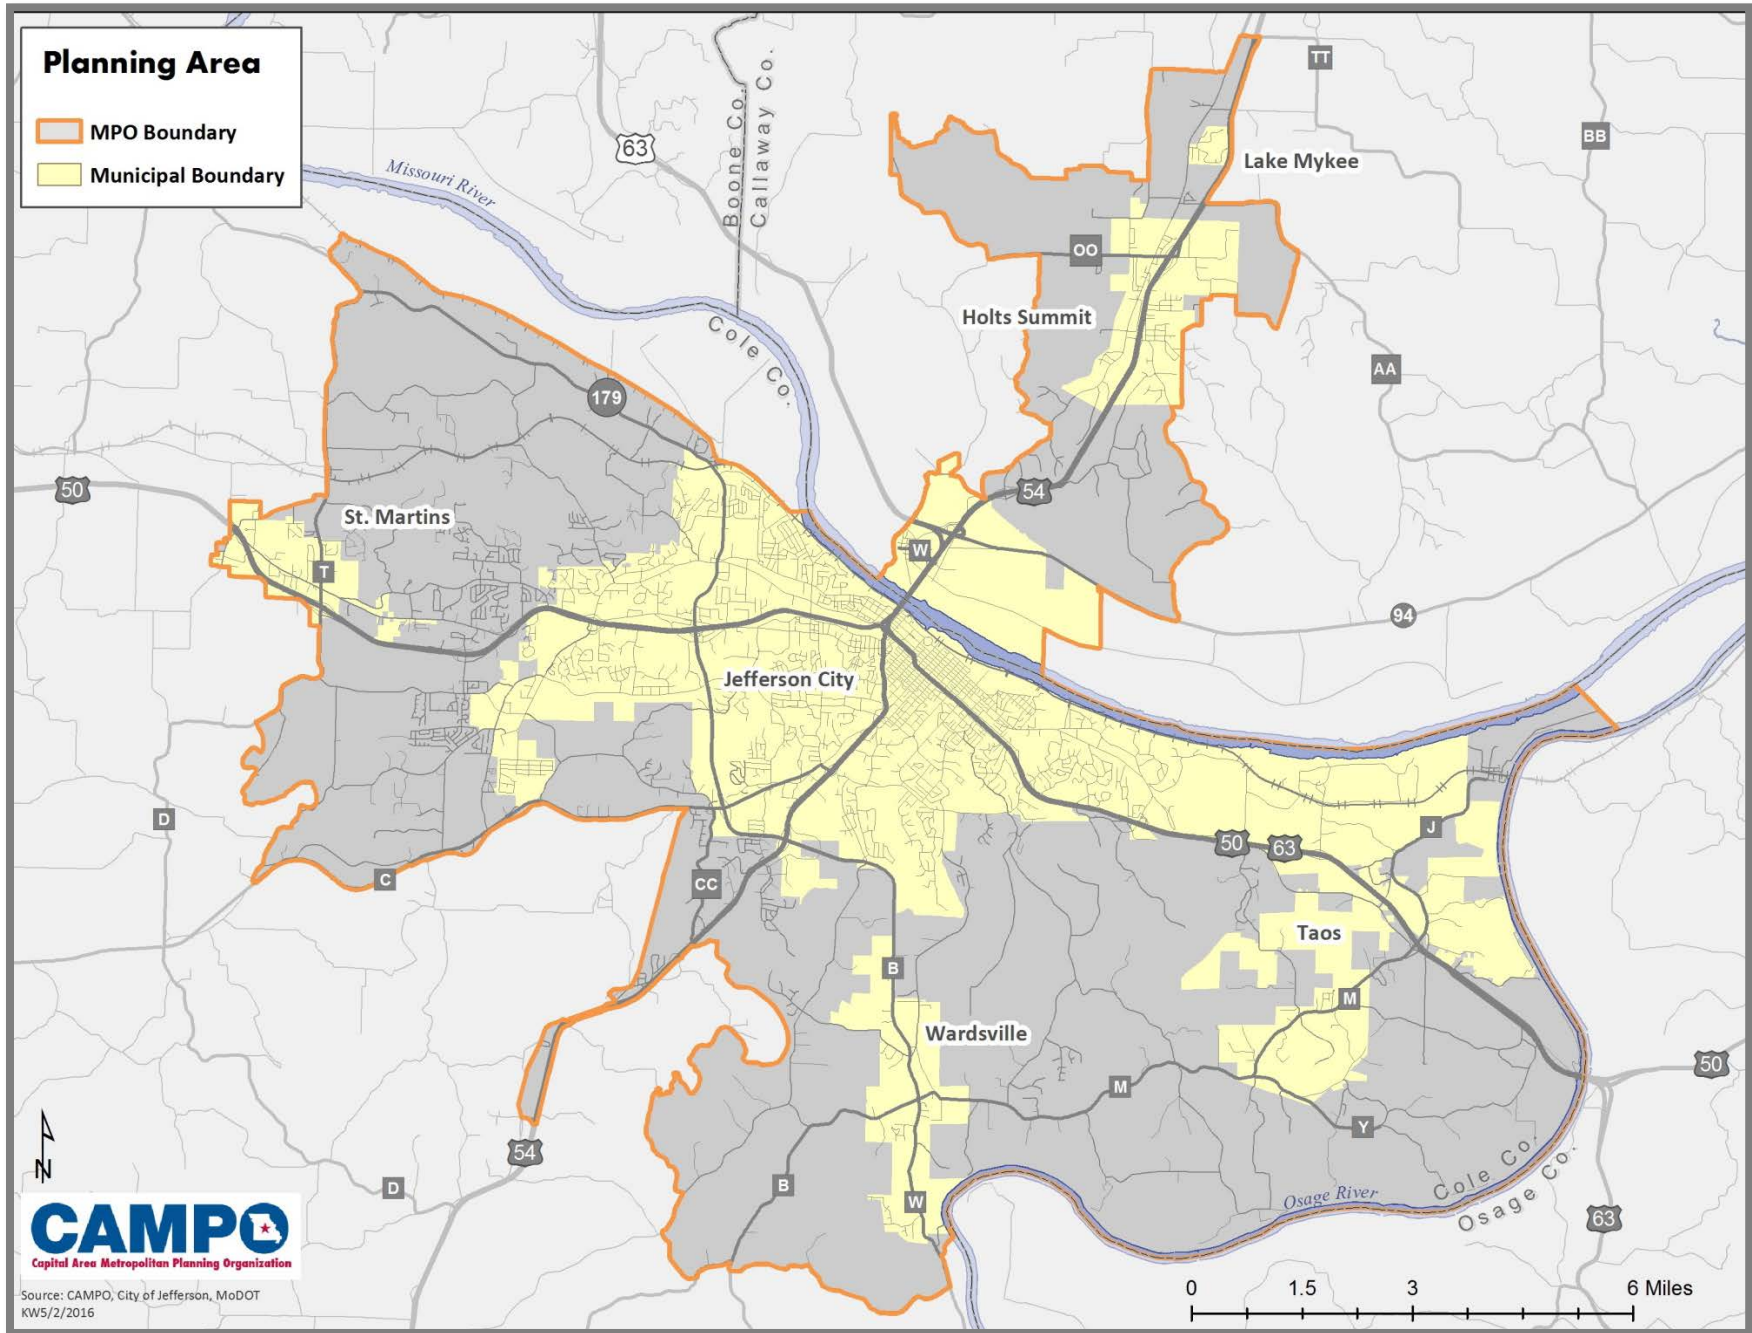 Planning Area
MPO Boundary
Municipal Boundary
TT
BB
63
Boone Co.
Callaway Co.
Missouri River
Lake Mykee
OO
Holts Summit
Cole Co.
AA
179
50
54
St. Martins
W
T
94
Jefferson City
D
J
50
63
C
CC
Taos
B
M
Wardsville
50
M
Y
54
D
B
W
Osage River
Cole Co.
Osage Co.
63
N
CAMPO
Capital Area Metropolitan Planning Organization
Source: CAMPO, City of Jefferson, MoDOT
KW5/2/2016
0 1.5 3 6 Miles